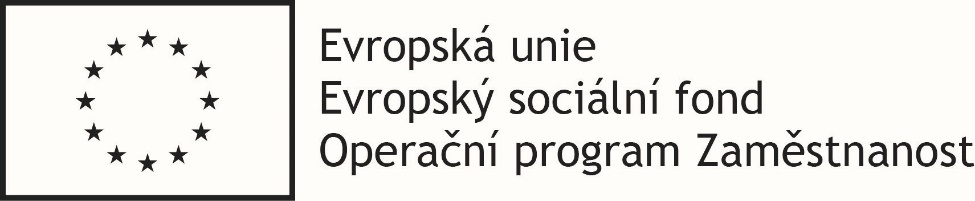 Evropská unie
Evropský sociální fond
Operační program Zaměstnanost